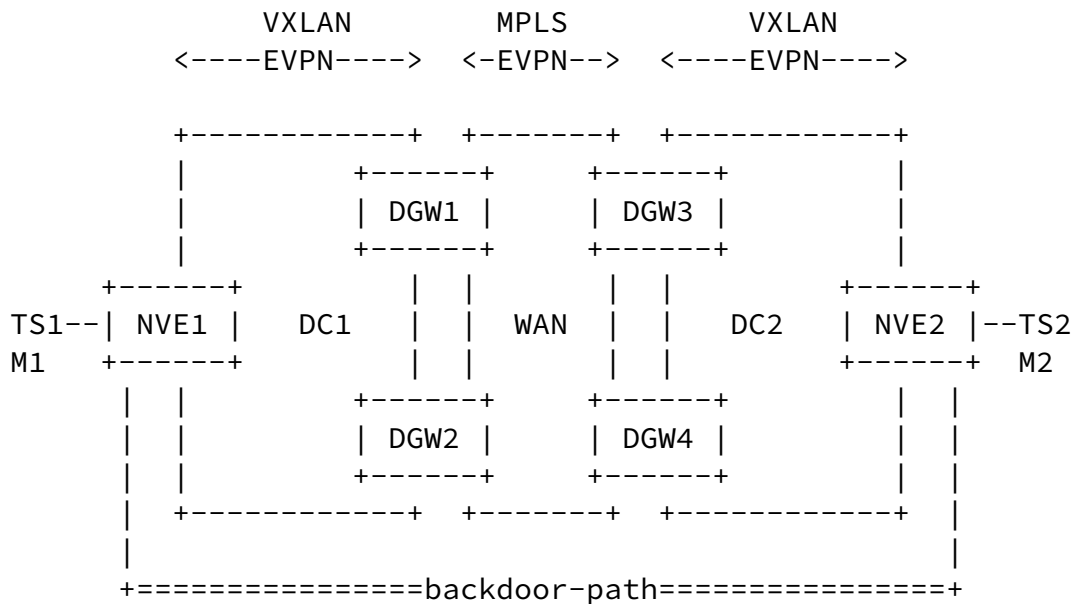 VXLAN MPLS VXLAN
<----EVPN----> <-EVPN--> <----EVPN---->
DGW1 DGW3
TS1--| NVE1 | DC1 WAN DC2 | NVE2 |--TS2
M1 M2
DGW2 DGW4
+================backdoor-path===============+